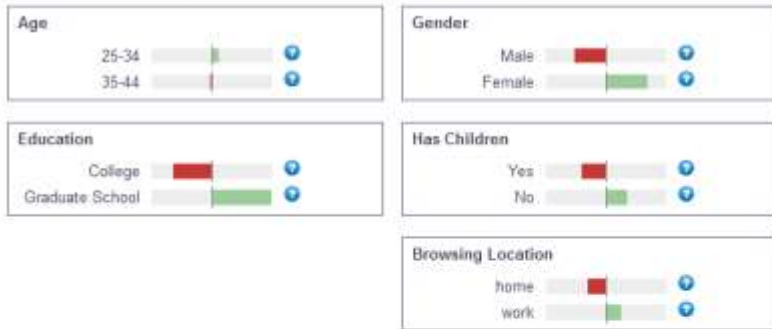 Age
25-34
35-44
Gender
Male
Female
Education
College
Graduate School
Has Children
Yes
No
Browsing Location
home
work